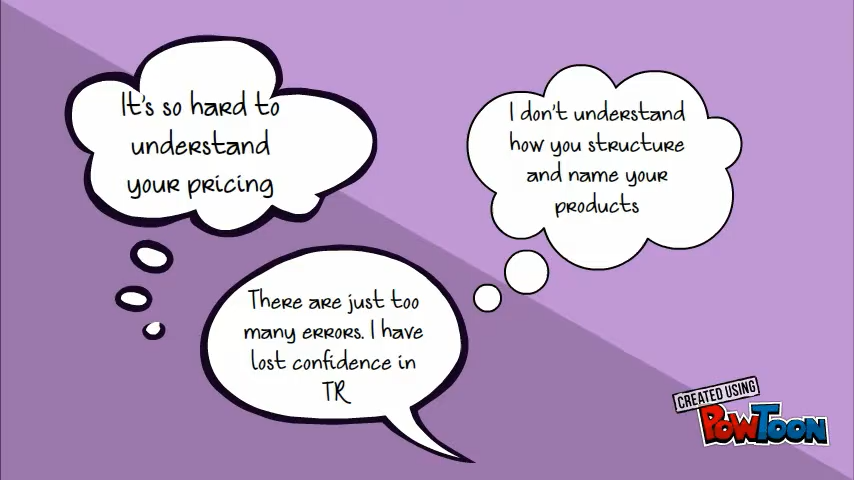 It's so hard to
understand
your pricing
I don't understand
how you structure
and name your
products
There are just too
many errors. I have
lost confidence in
TR
CREATED USING
POWTOON